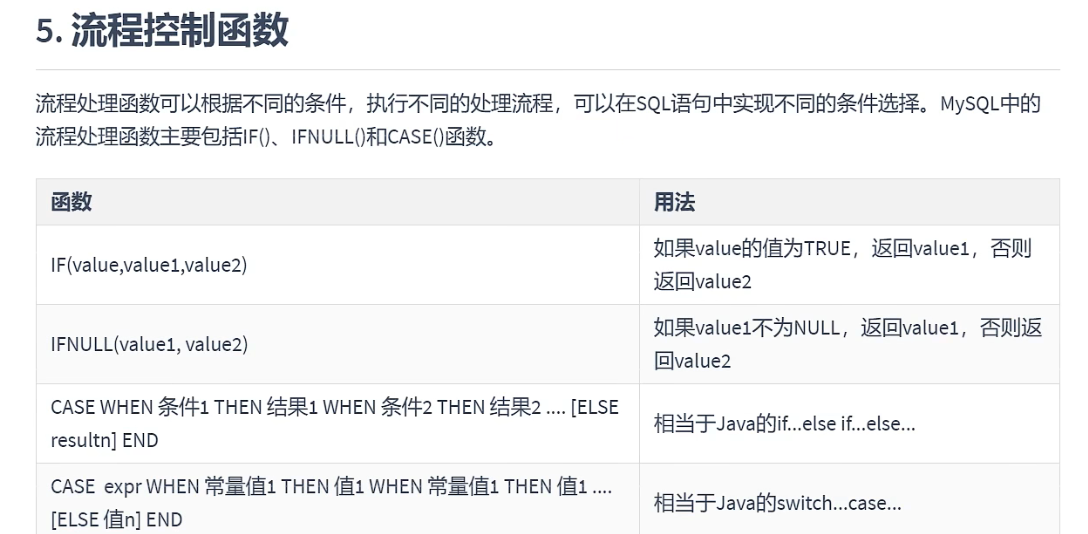 5. 流程控制函数
流程处理函数可以根据不同的条件，执行不同的处理流程，可以在SQL语句中实现不同的条件选择。MySQL中的
流程处理函数主要包括IF()、IFNULL()和CASE()函数。
函数
用法
IF(value,value1,value2)
如果value的值为TRUE，返回value1，否则
返回value2
IFNULL(value1, value2)
如果value1不为NULL，返回value1，否则返
回value2
CASE WHEN 条件1 THEN 结果1 WHEN 条件2 THEN 结果2 .... [ELSE
resultn] END
相当于Java的if...else if...else...
CASE  expr WHEN 常量值1 THEN 值1 WHEN 常量值1 THEN 值1 ....
[ELSE 值n] END
相当于Java的switch...case...